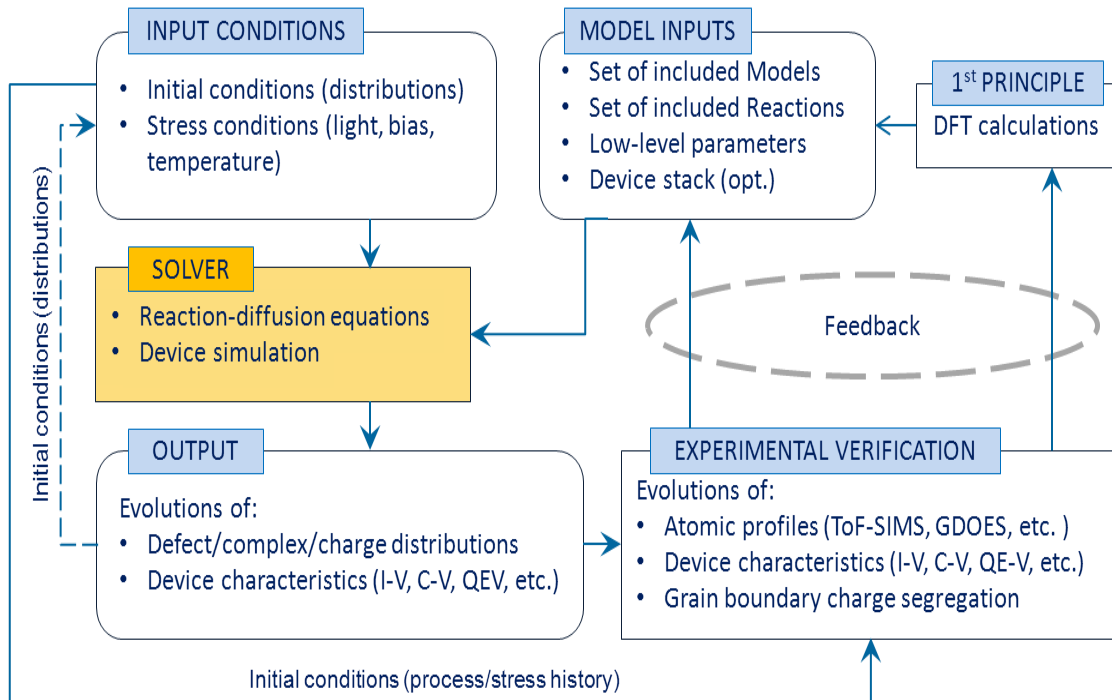 INPUT CONDITIONS
• Initial conditions (distributions)
• Stress conditions (light, bias,
temperature)
MODEL INPUTS
• Set of included Models
• Set of included Reactions
• Low-level parameters
• Device stack (opt.)
1st PRINCIPLE
DFT calculations
Initial conditions (distributions)
SOLVER
• Reaction-diffusion equations
• Device simulation
Feedback
OUTPUT
Evolutions of:
• Defect/complex/charge distributions
• Device characteristics (I-V, C-V, QEV, etc.)
EXPERIMENTAL VERIFICATION
Evolutions of:
• Atomic profiles (ToF-SIMS, GDOES, etc. )
• Device characteristics (I-V, C-V, QE-V, etc.)
• Grain boundary charge segregation
Initial conditions (process/stress history)